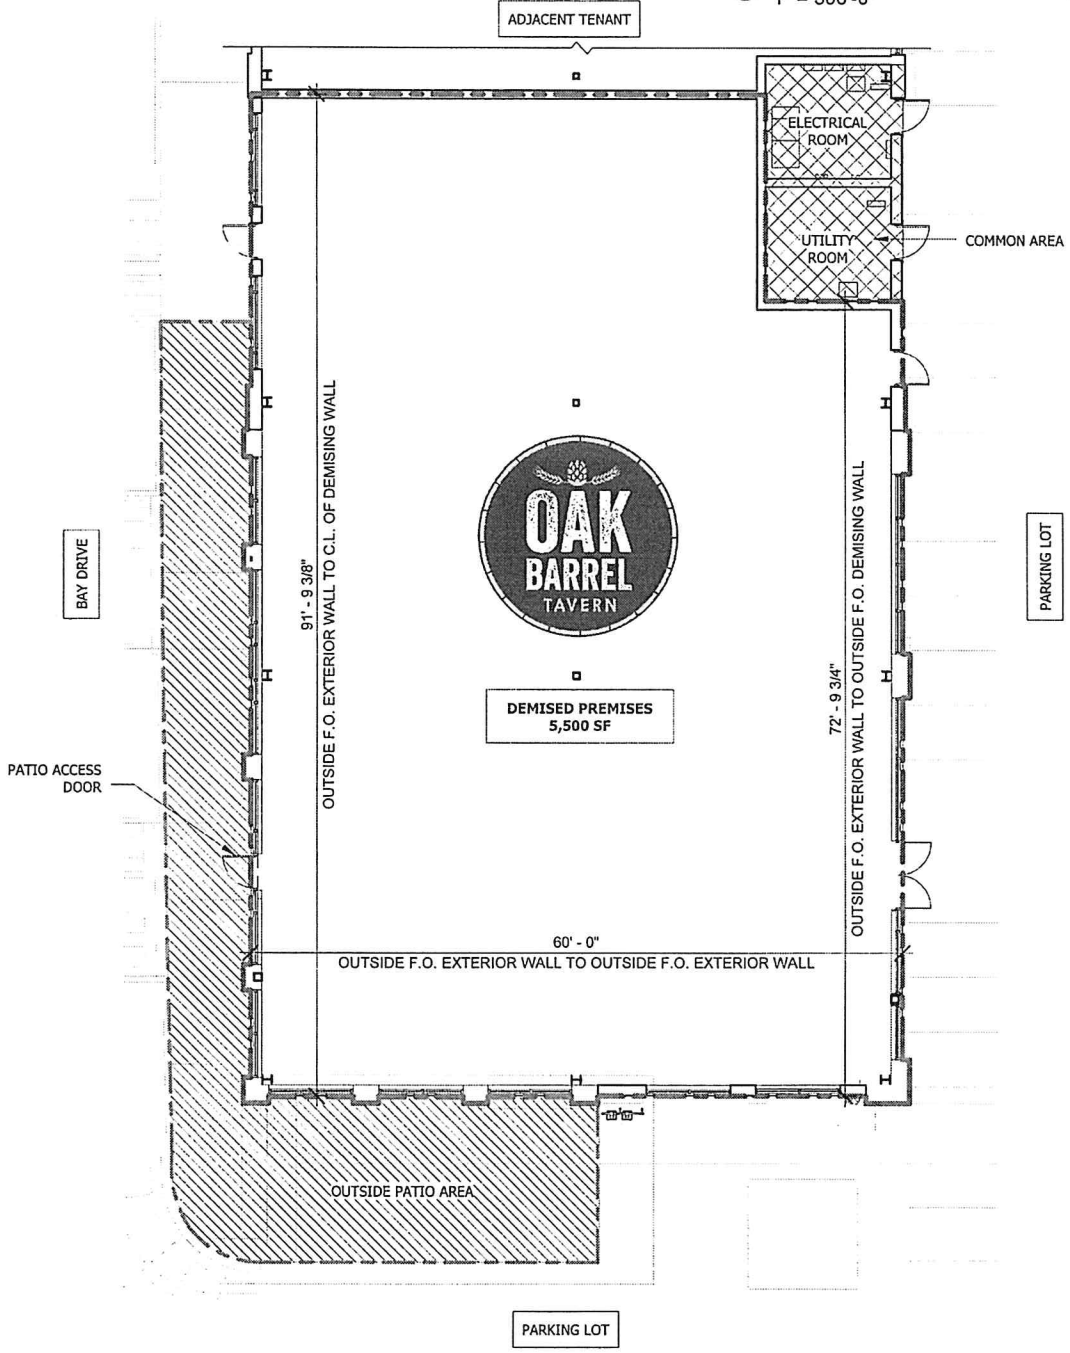 1" = 300'-0"
ADJACENT TENANT
ELECTRICAL
ROOM
UTILITY
ROOM
COMMON AREA
91' - 9 3/8"
OUTSIDE F.O. EXTERIOR WALL TO C.L. OF DEMISING WALL
OAK
BARREL
TAVERN
72' - 9 3/4"
OUTSIDE F.O. EXTERIOR WALL TO OUTSIDE F.O. DEMISING WALL
BAY DRIVE
PARKING LOT
DEMISED PREMISES
5,500 SF
PATIO ACCESS
DOOR
60' - 0"
OUTSIDE F.O. EXTERIOR WALL TO OUTSIDE F.O. EXTERIOR WALL
OUTSIDE PATIO AREA
PARKING LOT